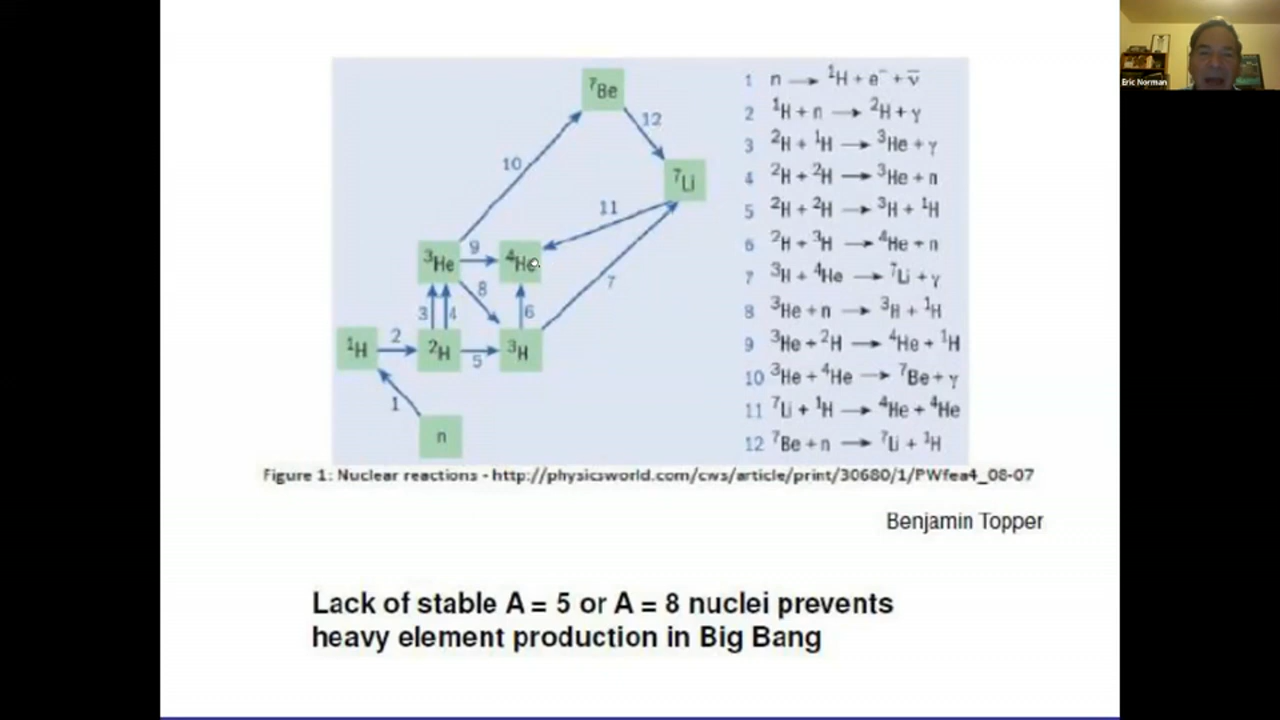 Eric Norman
⁷Be
12
10
⁷Li
11
³He
9
⁴He
8
7
3
4
6
¹H
2
²H
5
³H
1
n
1 n → ¹H + e⁻ + ν̄
2 ¹H + n → ²H + γ
3 ²H + ¹H → ³He + γ
4 ²H + ²H → ³He + n
5 ²H + ²H → ³H + ¹H
6 ²H + ³H → ⁴He + n
7 ³H + ⁴He → ⁷Li + γ
8 ³He + n → ³H + ¹H
9 ³He + ²H → ⁴He + ¹H
10 ³He + ⁴He → ⁷Be + γ
11 ⁷Li + ¹H → ⁴He + ⁴He
12 ⁷Be + n → ⁷Li + ¹H
Figure 1: Nuclear reactions - http://physicsworld.com/cws/article/print/30680/1/PWfea4_08-07
Benjamin Topper
Lack of stable A = 5 or A = 8 nuclei prevents
heavy element production in Big Bang